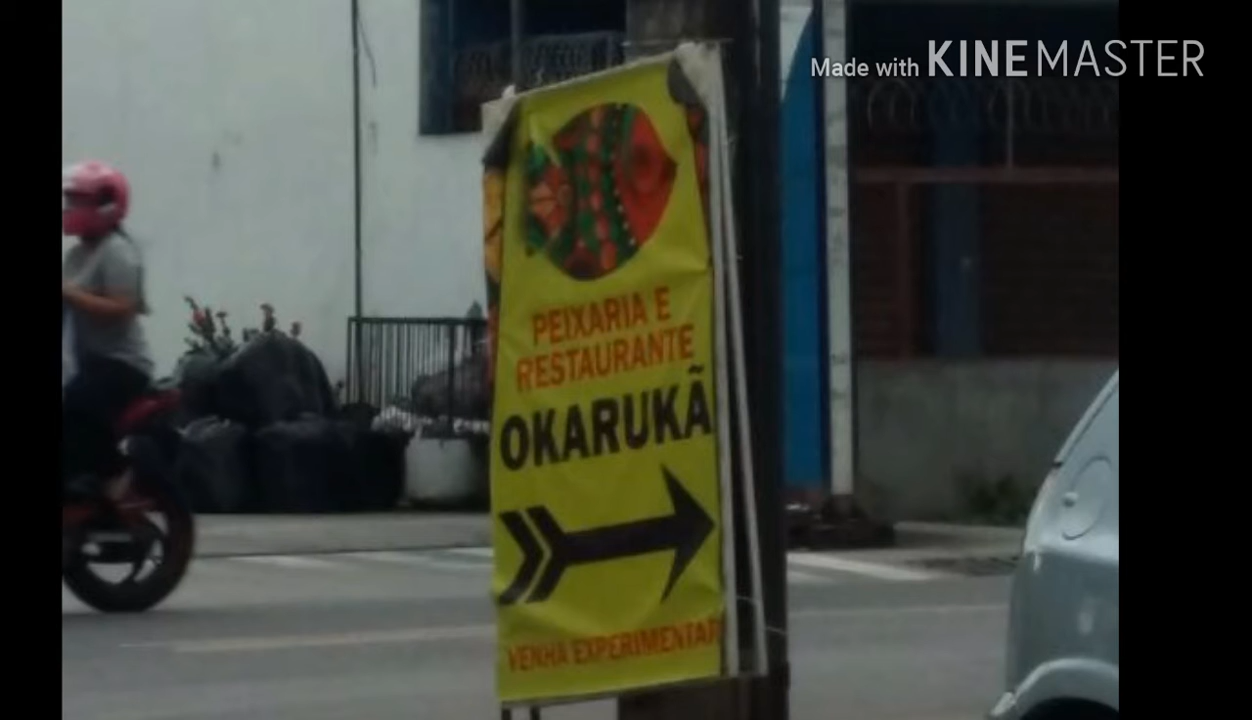 Made with KINEMASTER
PEIXARIA E
RESTAURANTE
OKARUKÃ
VENHA EXPERIMENTAR